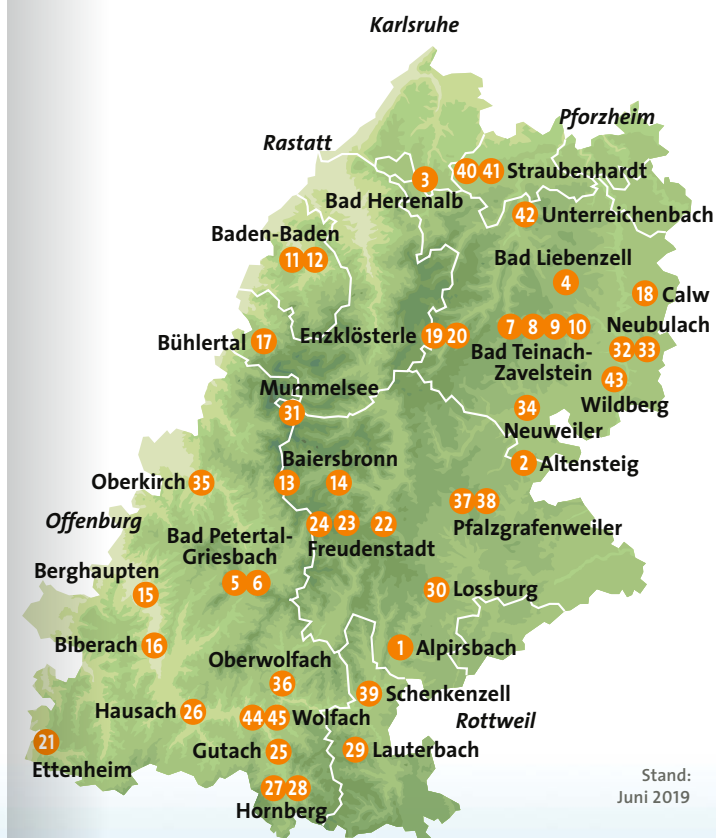 Karlsruhe
Pforzheim
Rastatt
40 41 Straubenhardt
3
Bad Herrenalb
42 Unterreichenbach
Baden-Baden
11 12
Bad Liebenzell
4
18 Calw
Bühlertal 17
Enzklösterle 19 20
7 8 9 10
Bad Teinach-
Zavelstein
Neubulach
32 33
43
Wildberg
Mummelsee
31
34
Neuweiler
Baiersbronn
13 14
2 Altensteig
Oberkirch 35
37 38
Pfalzgrafenweiler
Offenburg
24 23 22
Freudenstadt
Bad Petertal-
Griesbach
5 6
Berghaupten
15
30 Lossburg
Biberach 16
1 Alpirsbach
Oberwolfach
36
39 Schenkenzell
Hausach 26
44 45 Wolfach
Rottweil
21
Ettenheim
Gutach 25
29 Lauterbach
27 28
Hornberg
Stand:
Juni 2019